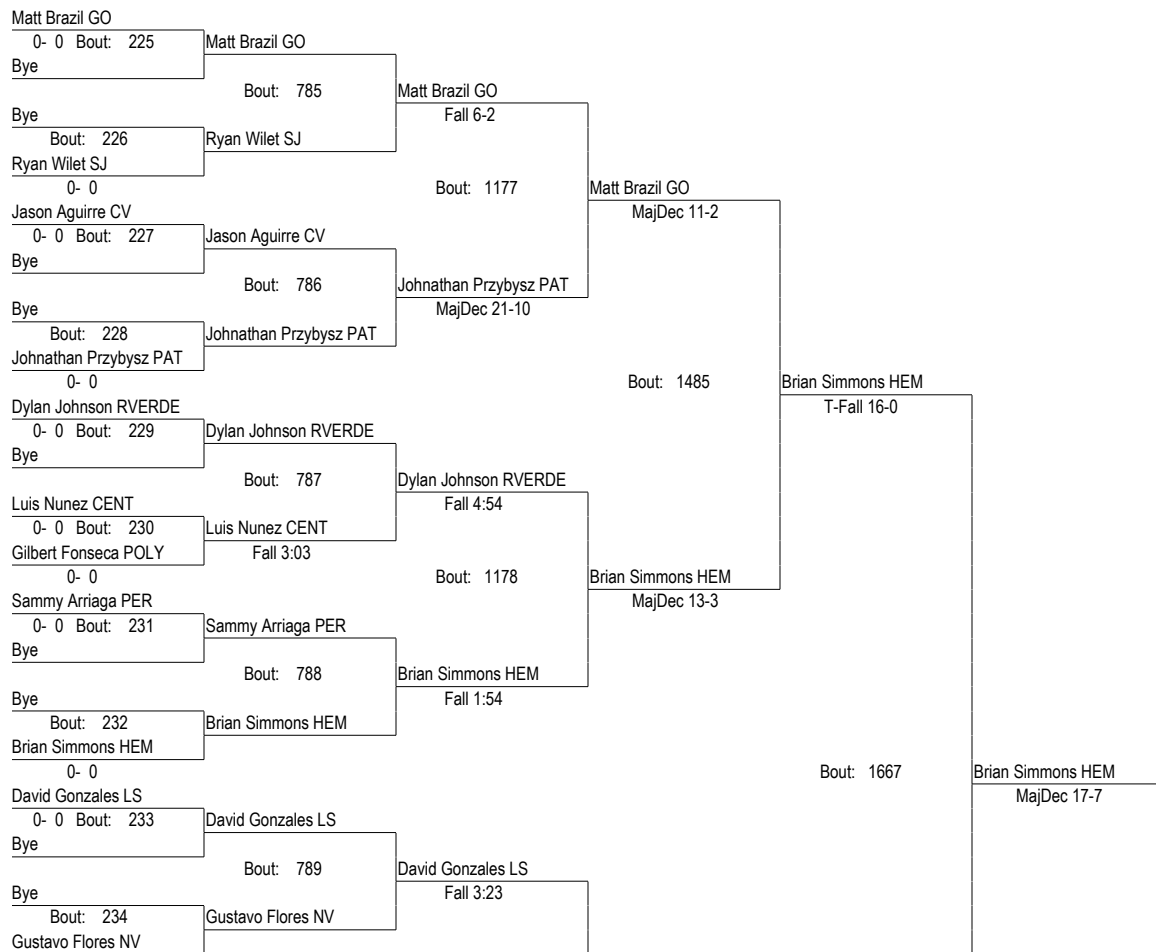 Matt Brazil GO
0- 0 Bout: 225 Matt Brazil GO
Bye
Bout: 785 Matt Brazil GO
Bye Fall 6-2
Bout: 226 Ryan Wilet SJ
Ryan Wilet SJ
0- 0 Bout: 1177 Matt Brazil GO
Jason Aguirre CV MajDec 11-2
0- 0 Bout: 227 Jason Aguirre CV
Bye
Bout: 786 Johnathan Przybysz PAT
Bye MajDec 21-10
Bout: 228 Johnathan Przybysz PAT
Johnathan Przybysz PAT
0- 0 Bout: 1485 Brian Simmons HEM
Dylan Johnson RVERDE T-Fall 16-0
0- 0 Bout: 229 Dylan Johnson RVERDE
Bye
Bout: 787 Dylan Johnson RVERDE
Luis Nunez CENT Fall 4:54
0- 0 Bout: 230 Luis Nunez CENT
Gilbert Fonseca POLY Fall 3:03
0- 0 Bout: 1178 Brian Simmons HEM
Sammy Arriaga PER MajDec 13-3
0- 0 Bout: 231 Sammy Arriaga PER
Bye
Bout: 788 Brian Simmons HEM
Bye Fall 1:54
Bout: 232 Brian Simmons HEM
Brian Simmons HEM
0- 0 Bout: 1667 Brian Simmons HEM
David Gonzales LS MajDec 17-7
0- 0 Bout: 233 David Gonzales LS
Bye
Bout: 789 David Gonzales LS
Bye Fall 3:23
Bout: 234 Gustavo Flores NV
Gustavo Flores NV